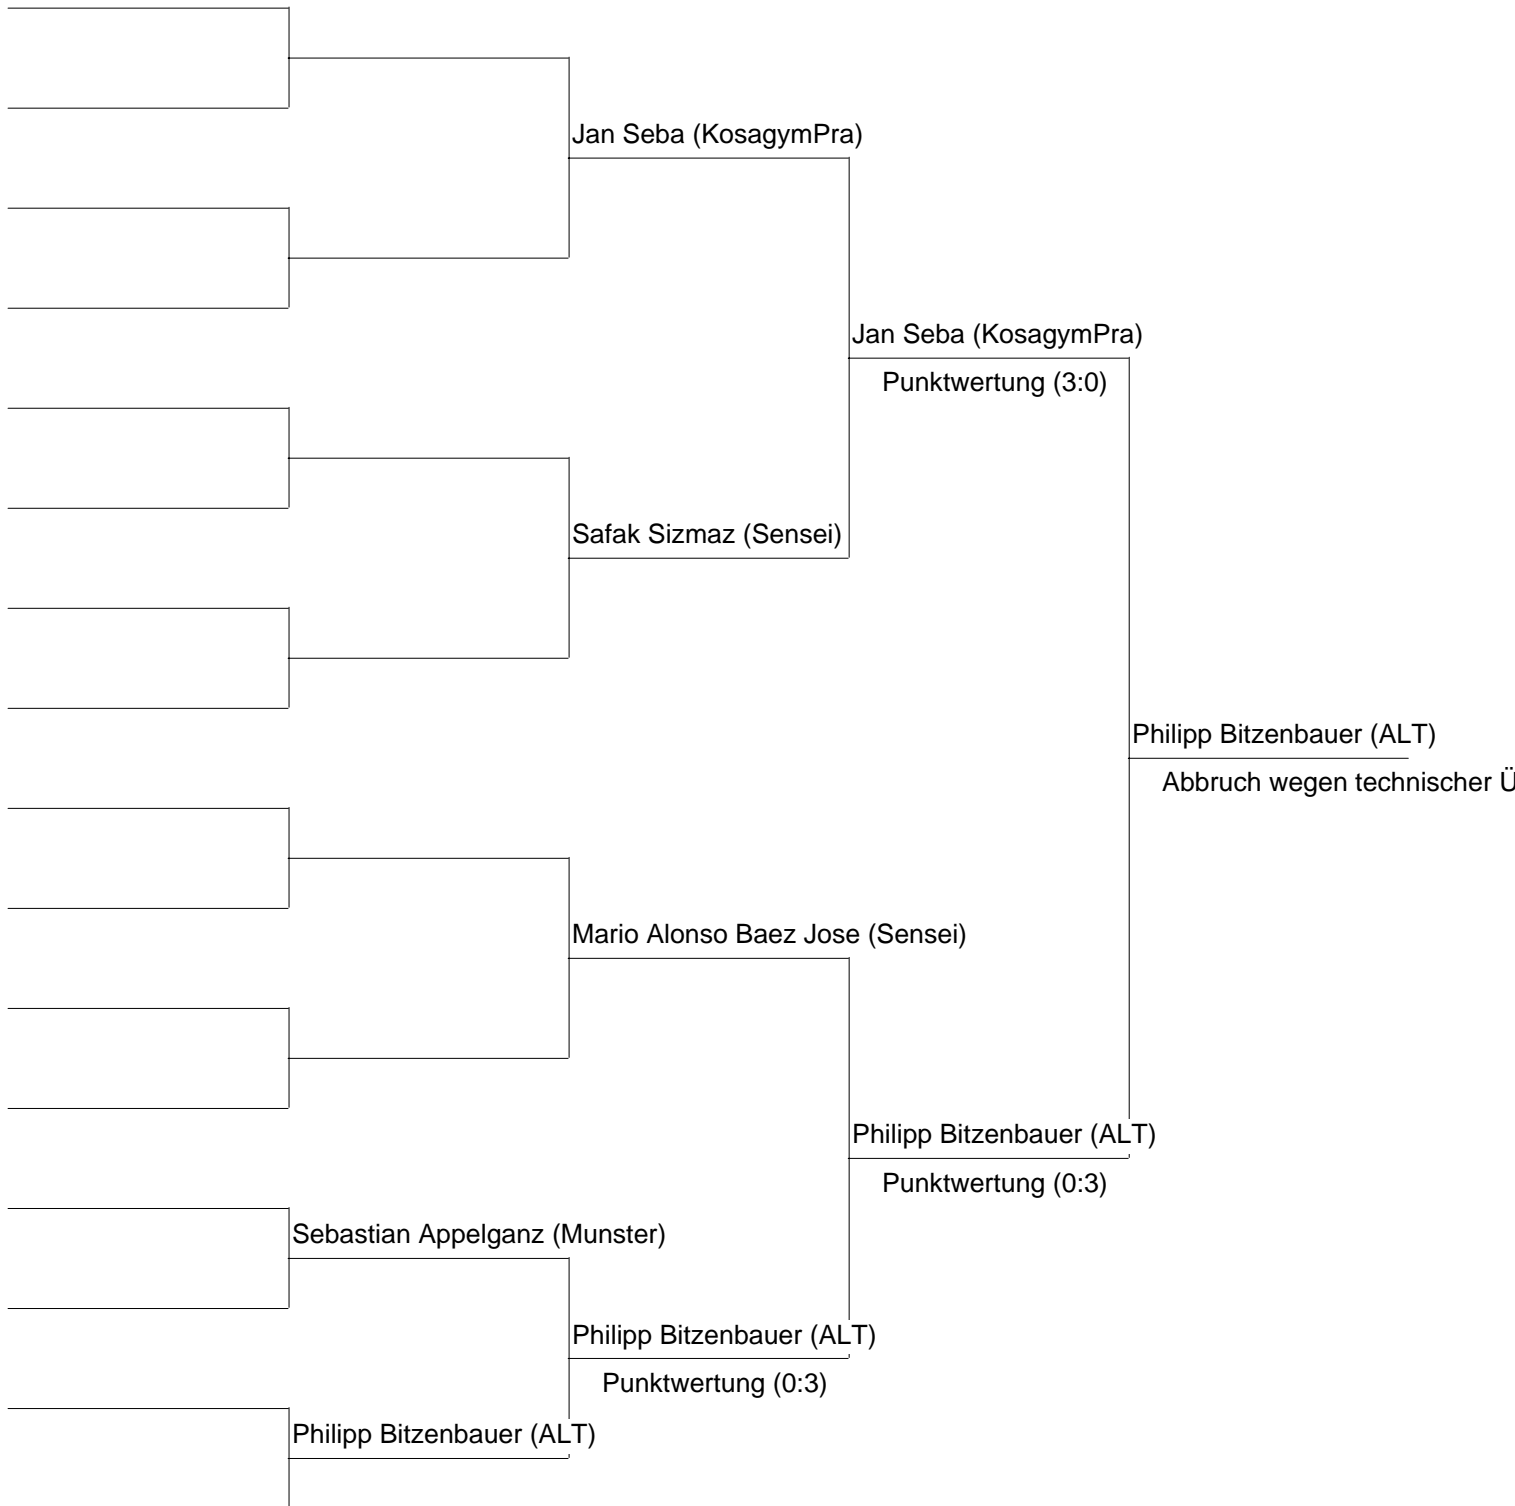 Jan Seba (KosagymPra)
Jan Seba (KosagymPra)
Punktwertung (3:0)
Safak Sizmaz (Sensei)
Philipp Bitzenbauer (ALT)
Abbruch wegen technischer Ü
Mario Alonso Baez Jose (Sensei)
Philipp Bitzenbauer (ALT)
Punktwertung (0:3)
Sebastian Appelganz (Munster)
Philipp Bitzenbauer (ALT)
Punktwertung (0:3)
Philipp Bitzenbauer (ALT)